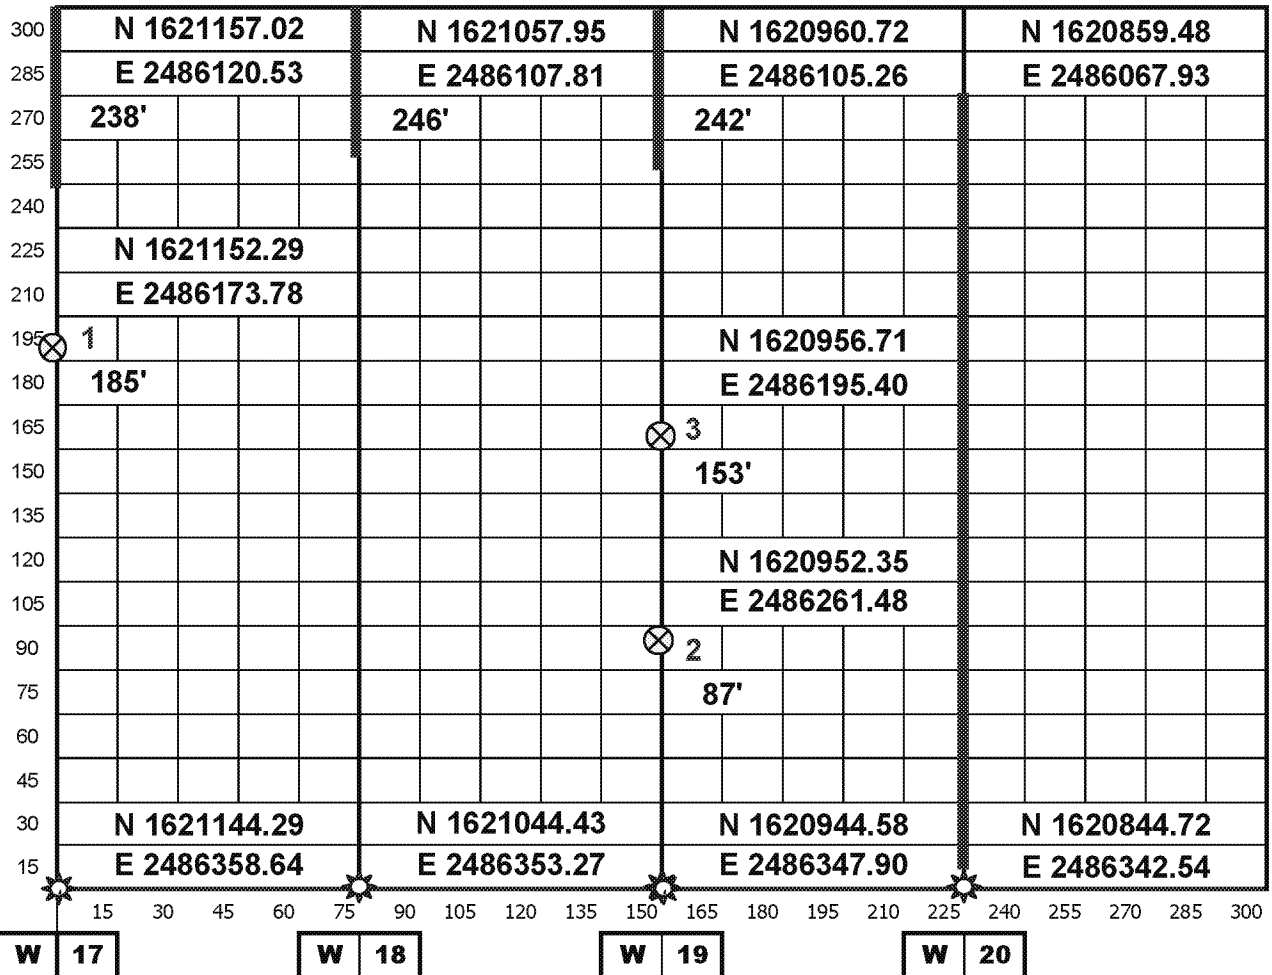 300 N 1621157.02 N 1621057.95 N 1620960.72 N 1620859.48
285 E 2486120.53 E 2486107.81 E 2486105.26 E 2486067.93
270 238' 246' 242'
255
240
225 N 1621152.29
210 E 2486173.78
195 1 N 1620956.71
180 185' E 2486195.40
165 3
150 153'
135
120 N 1620952.35
105 E 2486261.48
90 2
75 87'
60
45
30 N 1621144.29 N 1621044.43 N 1620944.58 N 1620844.72
15 E 2486358.64 E 2486353.27 E 2486347.90 E 2486342.54
15 30 45 60 75 90 105 120 135 150 165 180 195 210 225 240 255 270 285 300
W 17 W 18 W 19 W 20